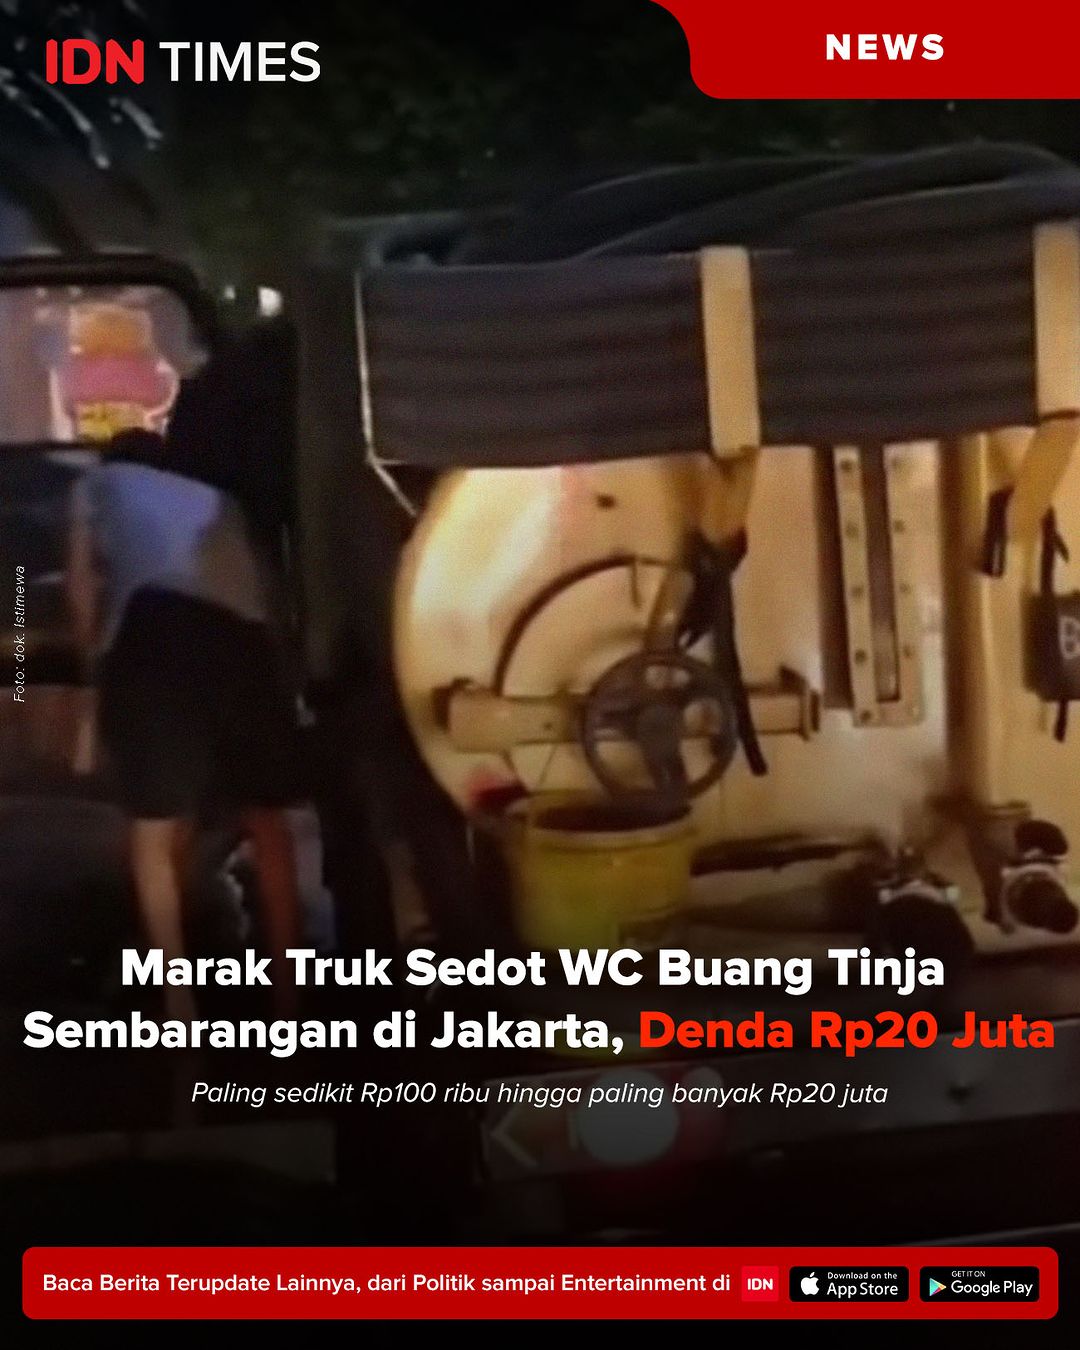 IDN TIMES
NEWS
Foto: dok. Istimewa
Marak Truk Sedot WC Buang Tinja
Sembarangan di Jakarta, Denda Rp20 Juta
Paling sedikit Rp100 ribu hingga paling banyak Rp20 juta
Baca Berita Terupdate Lainnya, dari Politik sampai Entertainment di
IDN
Download on the
App Store
GET IT ON
Google Play